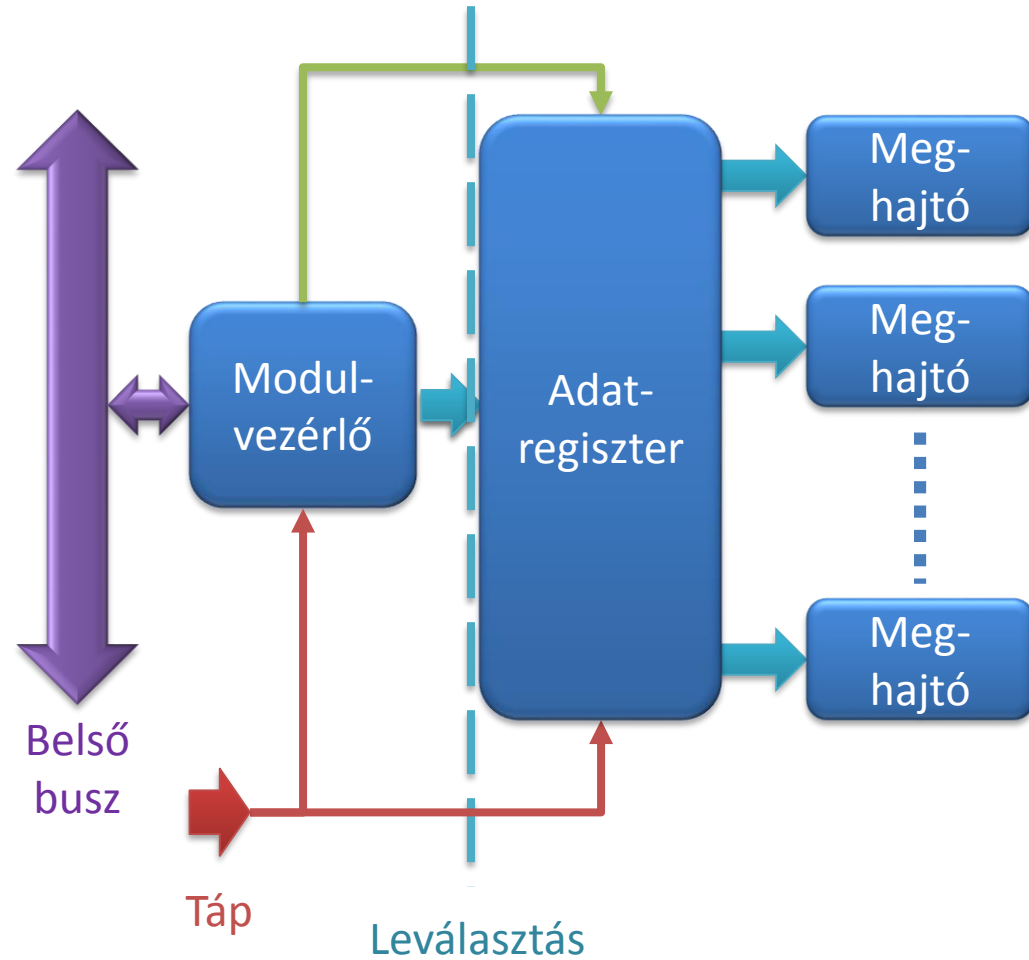 Meg-
hajtó
Meg-
hajtó
Modul-
vezérlő
Adat-
regiszter
Meg-
hajtó
Belső
busz
Táp
Leválasztás